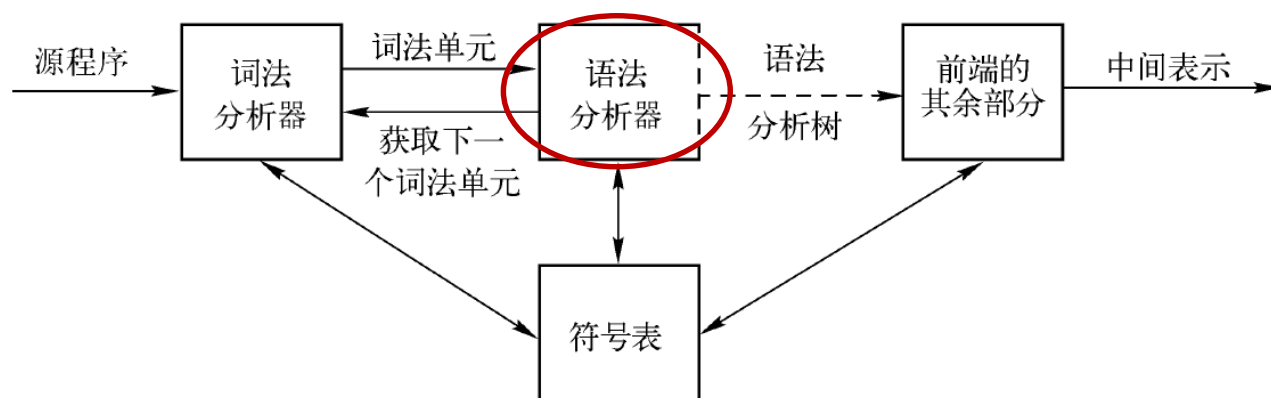 源程序
词法
分析器
词法单元
获取下一
个词法单元
语法
分析器
语法
分析树
前端的
其余部分
中间表示
符号表